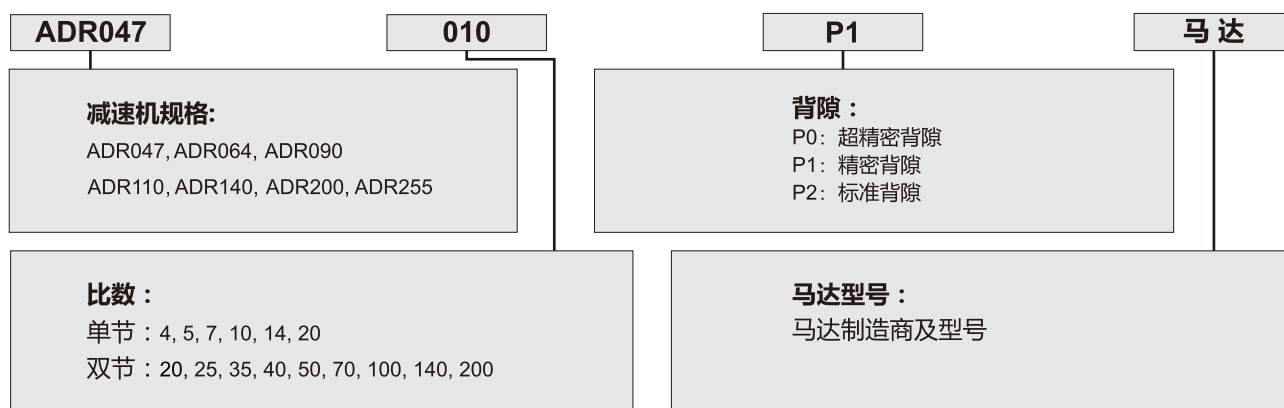 ADR047
010
P1
马达
减速机规格:
ADR047, ADR064, ADR090
ADR110, ADR140, ADR200, ADR255
背隙：
P0：超精密背隙
P1：精密背隙
P2：标准背隙
比数：
单节：4, 5, 7, 10, 14, 20
双节：20, 25, 35, 40, 50, 70, 100, 140, 200
马达型号：
马达制造商及型号